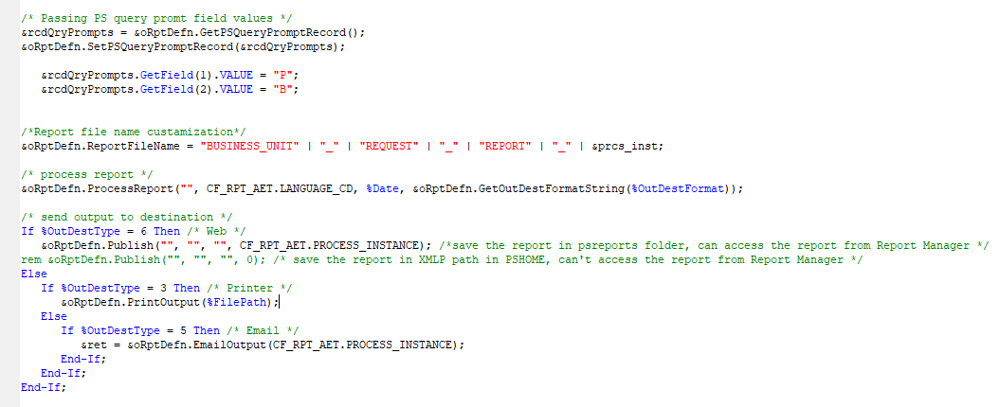 /* Passing PS query promt field values */
&rcdQryPrompts = &oRptDefn.GetPSQueryPromptRecord();
&oRptDefn.SetPSQueryPromptRecord(&rcdQryPrompts);
&rcdQryPrompts.GetField(1).VALUE = "P";
&rcdQryPrompts.GetField(2).VALUE = "B";
/*Report file name custamization*/
&oRptDefn.ReportFileName = "BUSINESS_UNIT" | "_" | "REQUEST" | "_" | "REPORT" | "_" | &prcs_inst;
/* process report */
&oRptDefn.ProcessReport("", CF_RPT_AET.LANGUAGE_CD, %Date, &oRptDefn.GetOutDestFormatString(%OutDestFormat));
/* send output to destination */
If %OutDestType = 6 Then /* Web */
&oRptDefn.Publish("", "", "", CF_RPT_AET.PROCESS_INSTANCE); /*save the report in psreports folder, can access the report from Report Manager */
rem &oRptDefn.Publish("", "", "", 0); /* save the report in XMLP path in PSHOME, can't access the report from Report Manager */
Else
If %OutDestType = 3 Then /* Printer */
&oRptDefn.PrintOutput(%FilePath);
Else
If %OutDestType = 5 Then /* Email */
&ret = &oRptDefn.EmailOutput(CF_RPT_AET.PROCESS_INSTANCE);
End-If;
End-If;
End-If;